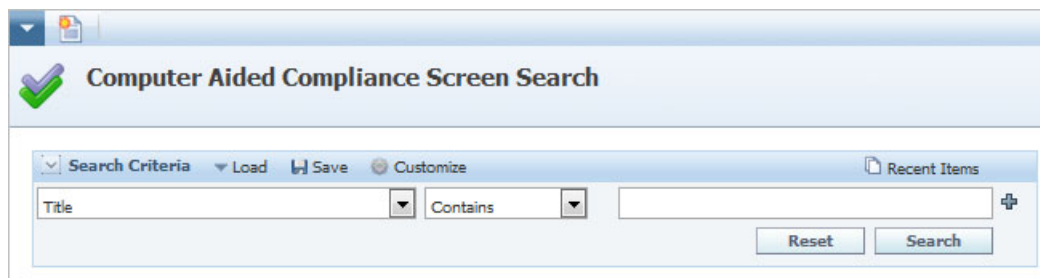 Computer Aided Compliance Screen Search
Search Criteria Load Save Customize Recent Items
Title Contains
Reset Search